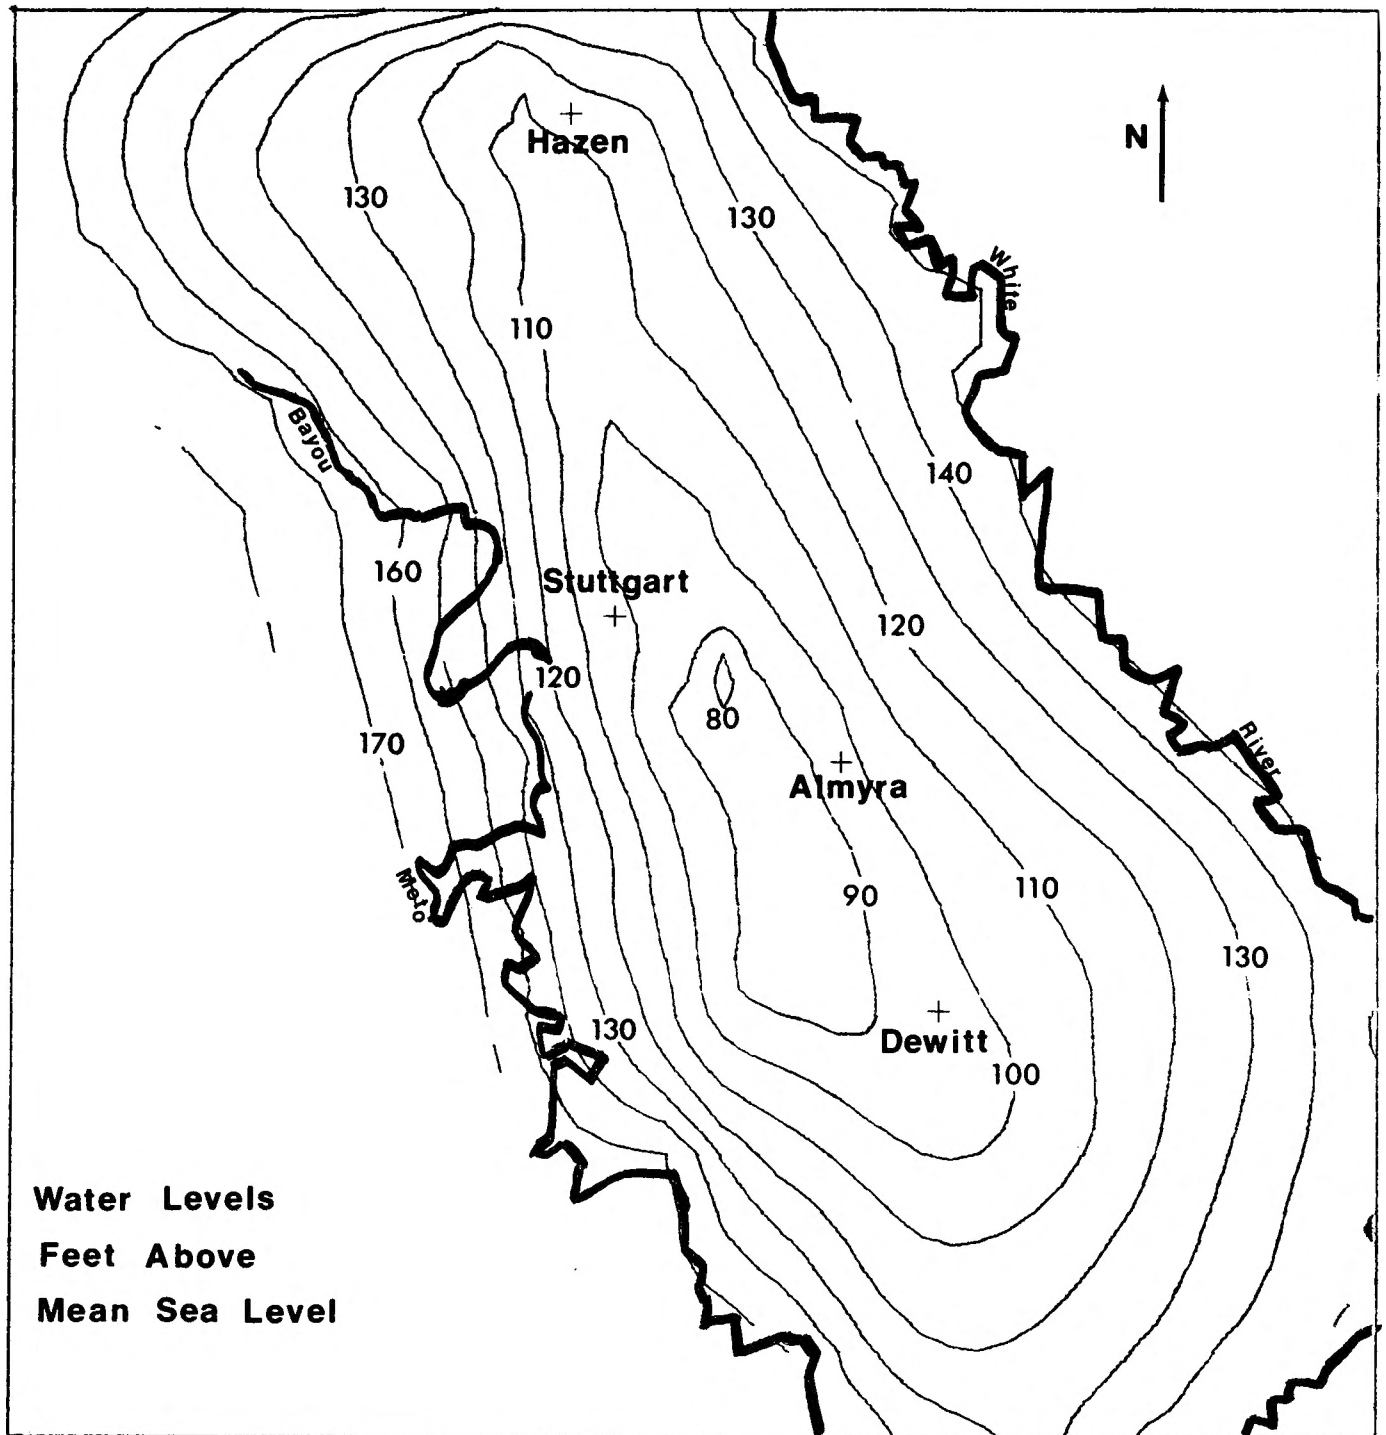 Hazen
N
130
130
White
110
Bayou
140
160
Stuttgart
120
120
80
170
River
Almyra
Meto
90
110
130
130
Dewitt
100
Water Levels
Feet Above
Mean Sea Level